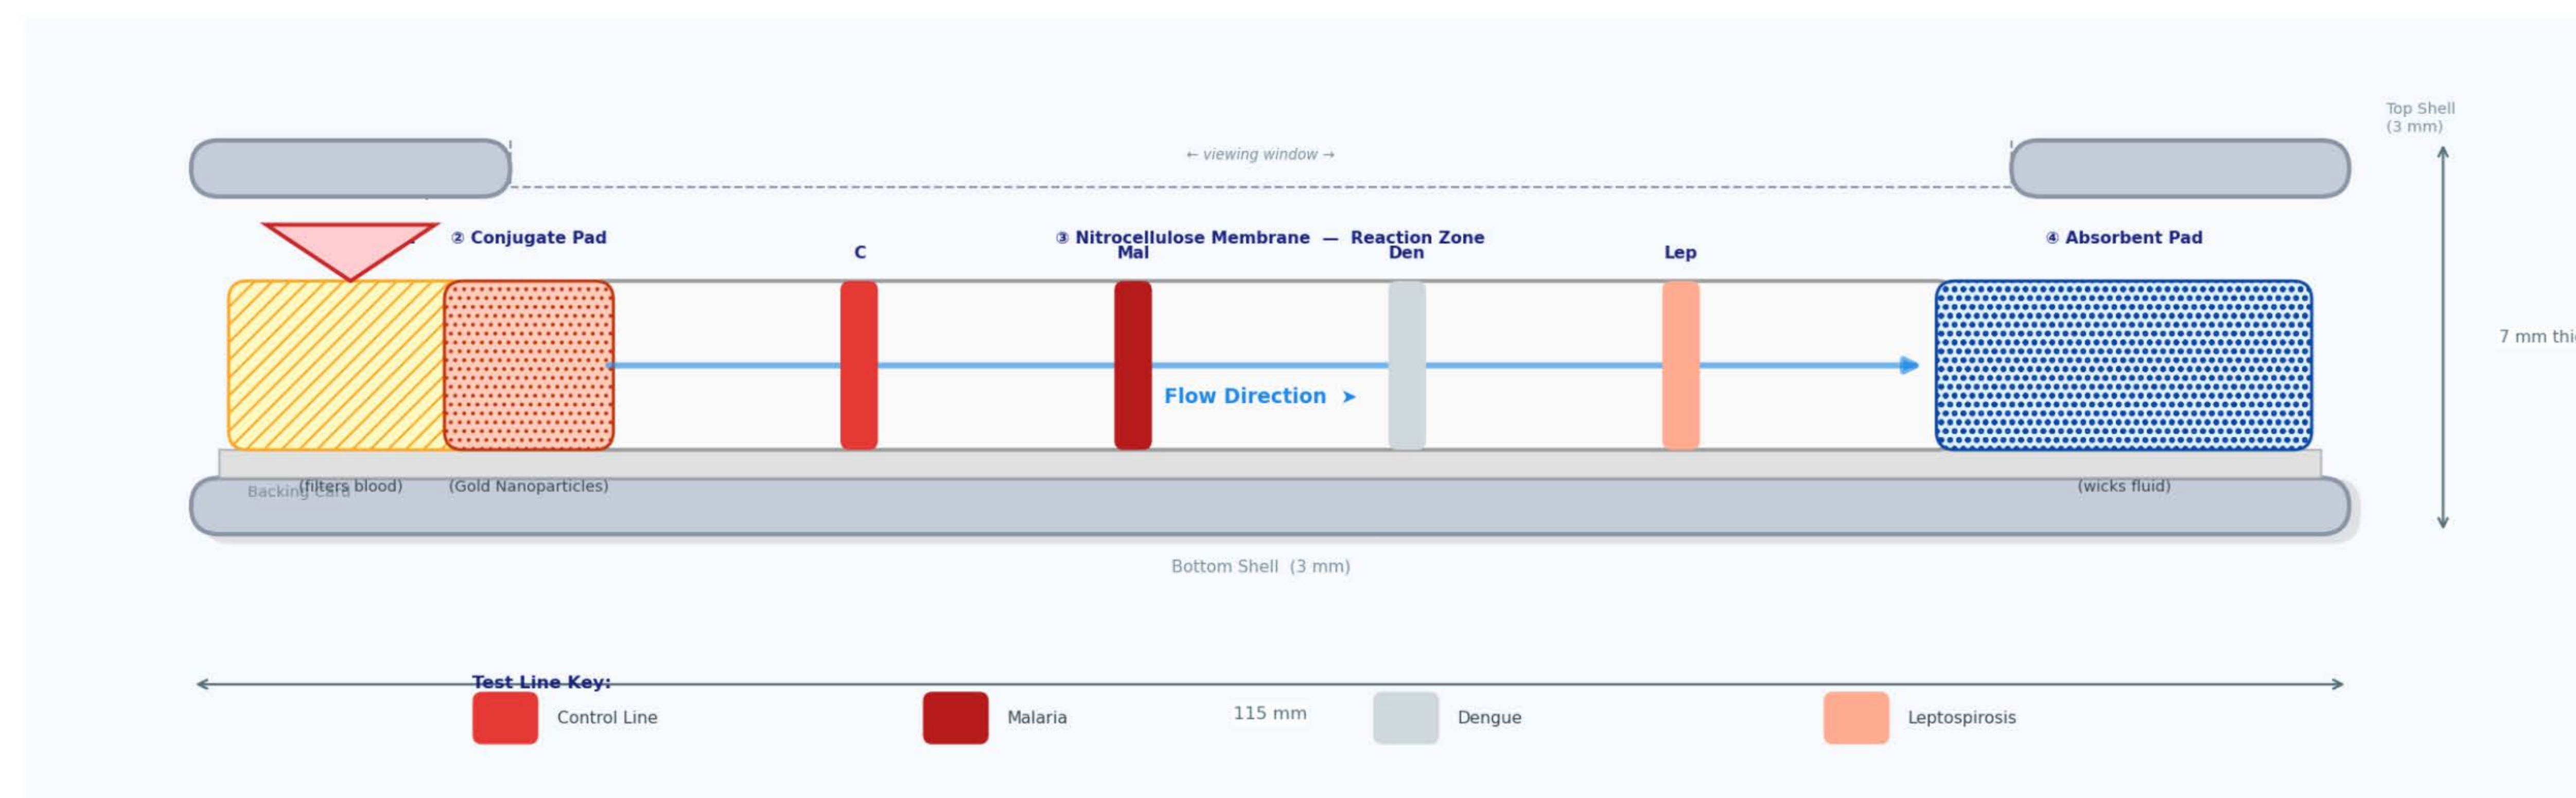 Top Shell
(3 mm)
← viewing window →
② Conjugate Pad
③ Nitrocellulose Membrane — Reaction Zone
④ Absorbent Pad
C
Mal
Den
Lep
7 mm
Flow Direction ➤
Backing Card
(filters blood)
(Gold Nanoparticles)
(wicks fluid)
Bottom Shell (3 mm)
Test Line Key:
Control Line
Malaria
115 mm
Dengue
Leptospirosis